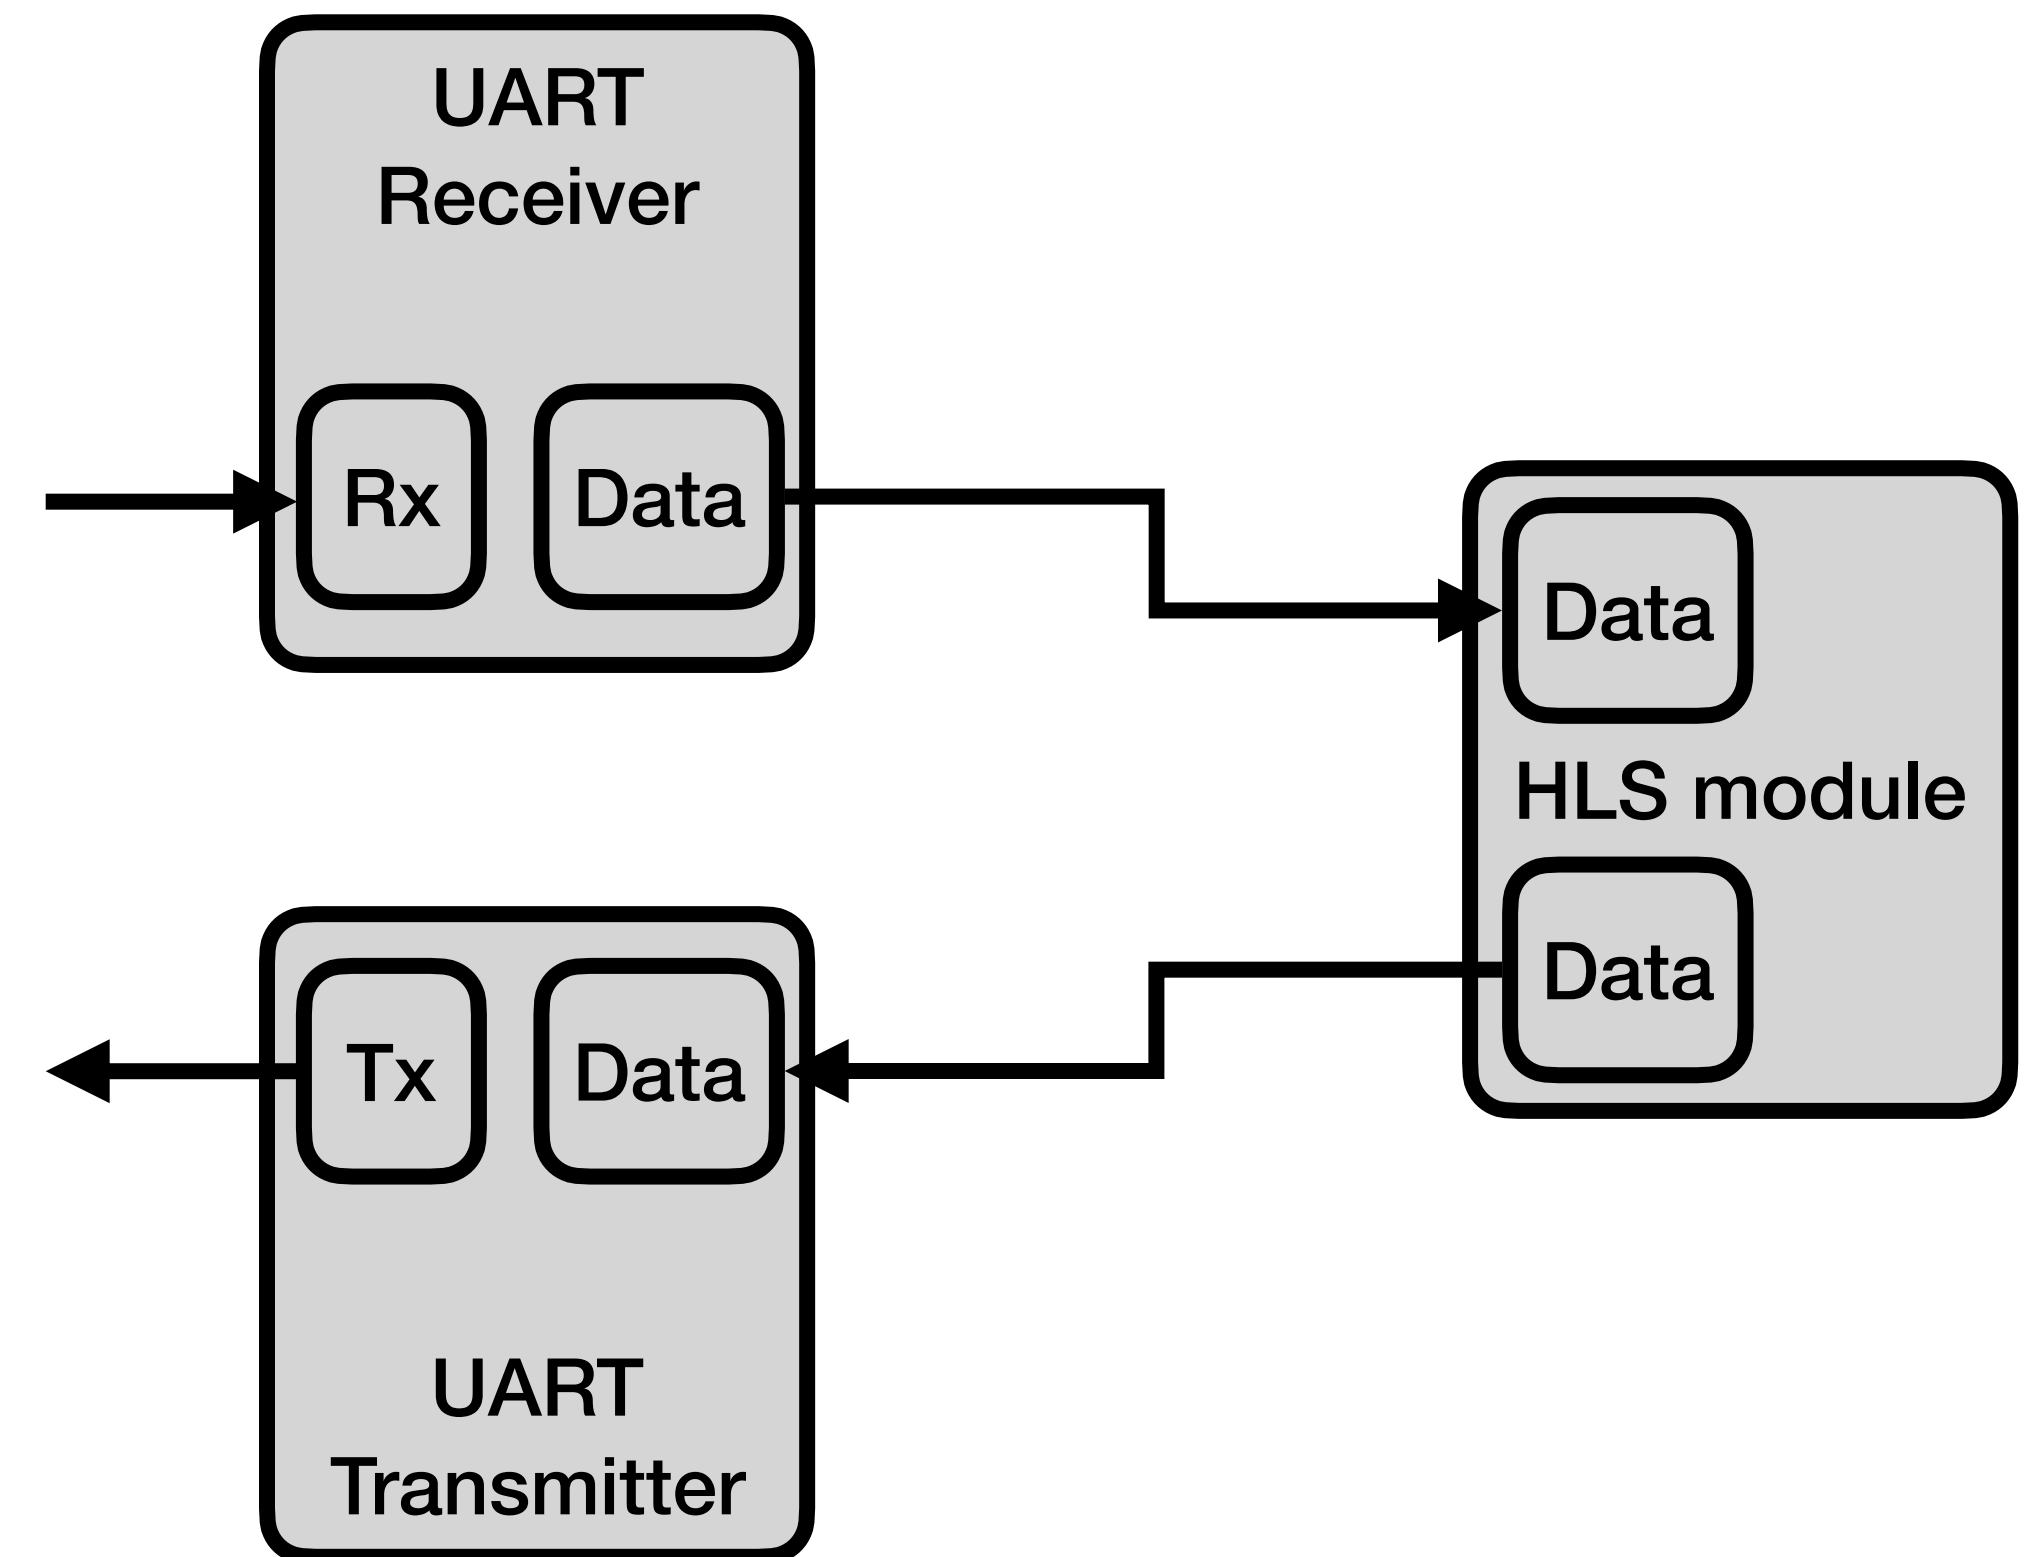 UART
Receiver
Rx
Data
Data
HLS module
Data
Tx
Data
UART
Transmitter